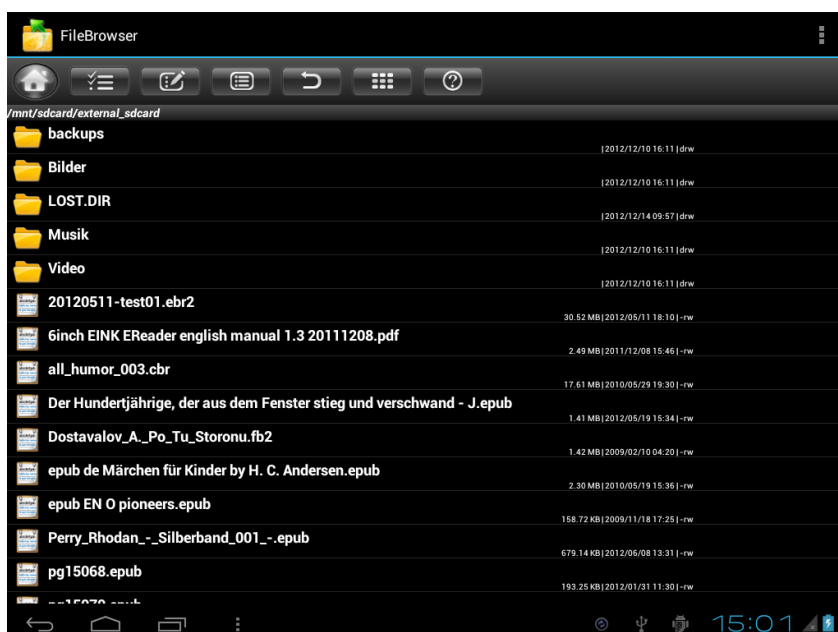 FileBrowser
/mnt/sdcard/external_sdcard
backups
|2012/12/10 16:11|drw
Bilder
|2012/12/10 16:11|drw
LOST.DIR
|2012/12/14 09:57|drw
Musik
|2012/12/10 16:11|drw
Video
|2012/12/10 16:11|drw
20120511-test01.ebr2
30.52 MB|2012/05/11 18:10|-rw
6inch EINK EReader english manual 1.3 20111208.pdf
2.49 MB|2011/12/08 15:46|-rw
all_humor_003.cbr
17.61 MB|2010/05/29 19:30|-rw
Der Hundertjährige, der aus dem Fenster stieg und verschwand - J.epub
1.41 MB|2012/05/19 15:34|-rw
Dostavalov_A._Po_Tu_Storonu.fb2
1.42 MB|2009/02/10 04:20|-rw
epub de Märchen für Kinder by H. C. Andersen.epub
2.30 MB|2010/05/19 15:36|-rw
epub EN O pioneers.epub
158.72 KB|2009/11/18 17:25|-rw
Perry_Rhodan_-_Silberband_001_-.epub
679.14 KB|2012/06/08 13:31|-rw
pg15068.epub
193.25 KB|2012/01/31 11:30|-rw
15:01